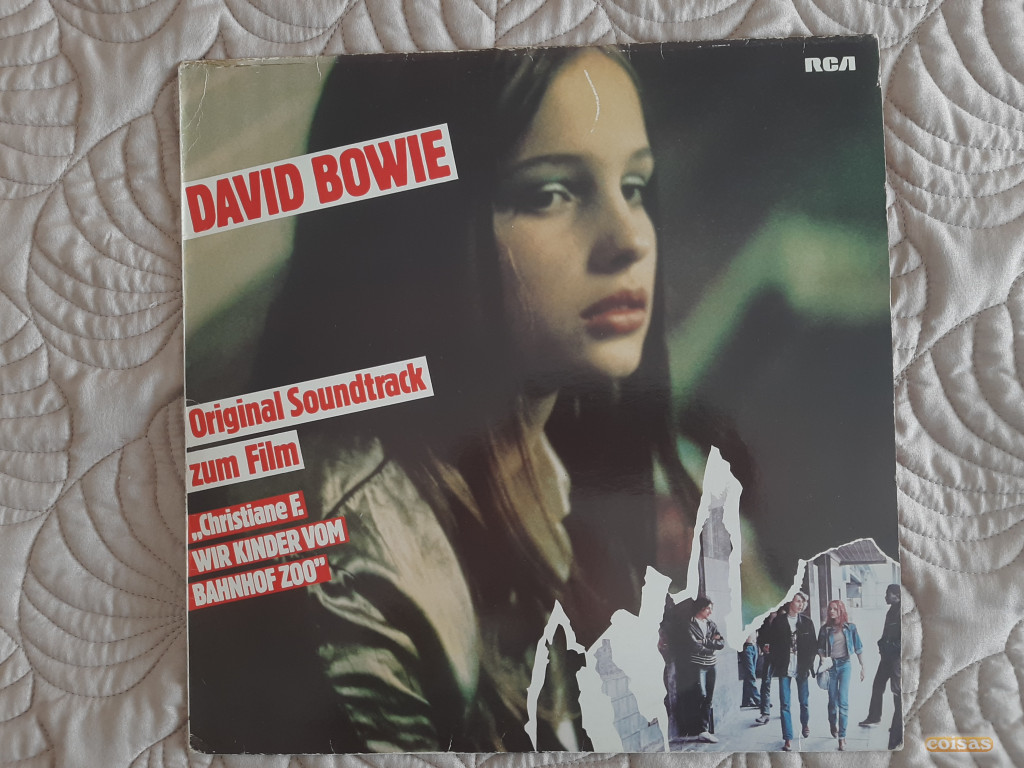 RCA
DAVID BOWIE
Original Soundtrack
zum Film
„Christiane F.
WIR KINDER VOM
BAHNHOF ZOO"
coisas